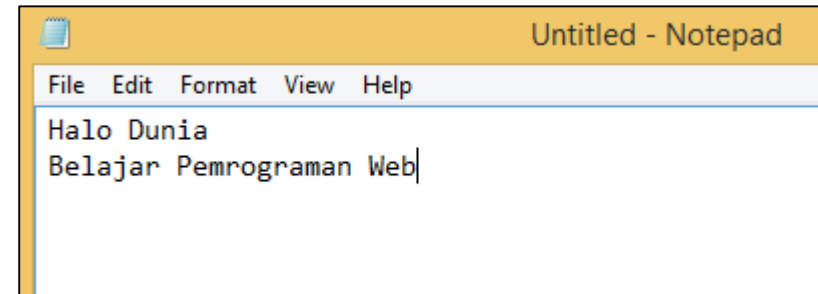 Untitled - Notepad
File Edit Format View Help
Halo Dunia
Belajar Pemrograman Web